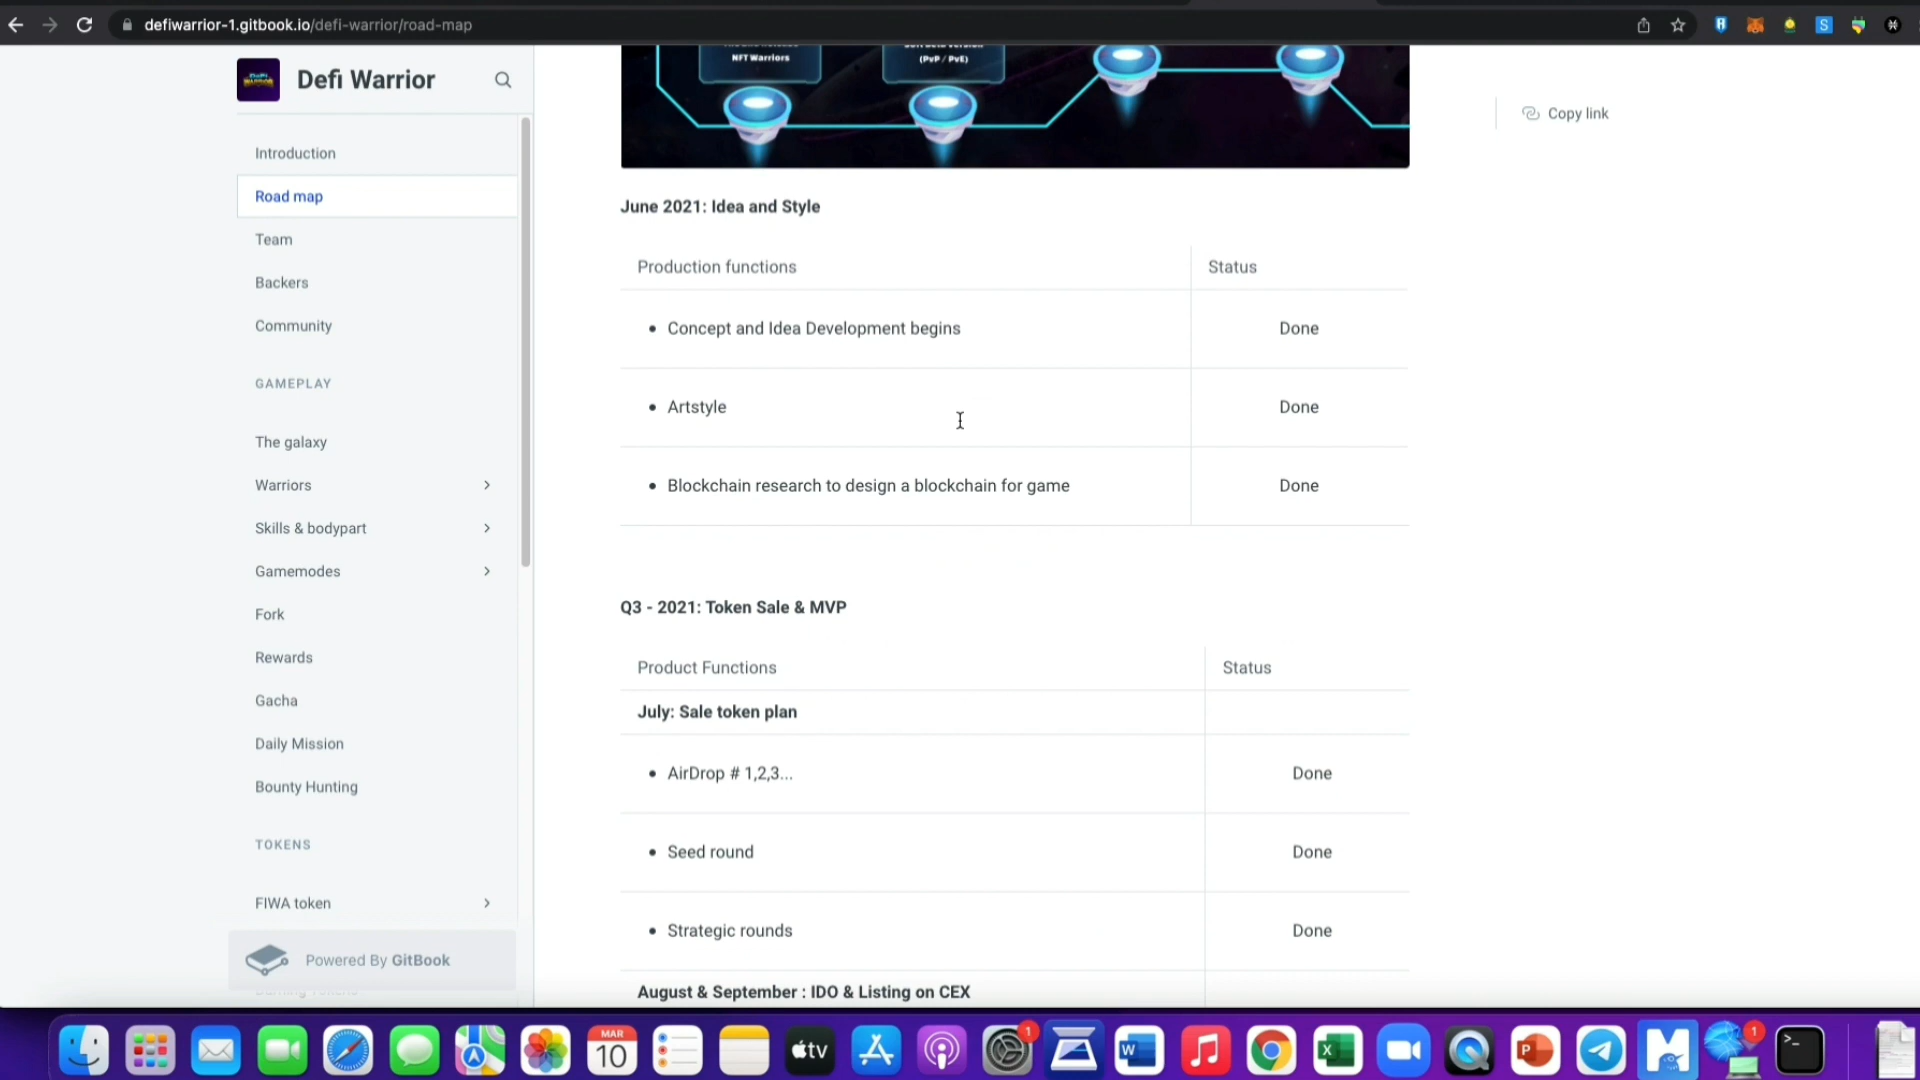 defiwarrior-1.gitbook.io/defi-warrior/road-map
Defi Warrior
Introduction
Road map
Team
Backers
Community
GAMEPLAY
The galaxy
Warriors
Skills & bodypart
Gamemodes
Fork
Rewards
Gacha
Daily Mission
Bounty Hunting
TOKENS
FIWA token
Powered By GitBook
NFT Warriors
(PvP / PvE)
Copy link
June 2021: Idea and Style
Production functions Status
Concept and Idea Development begins Done
Artstyle Done
Blockchain research to design a blockchain for game Done
Q3 - 2021: Token Sale & MVP
Product Functions Status
July: Sale token plan
AirDrop # 1,2,3... Done
Seed round Done
Strategic rounds Done
August & September : IDO & Listing on CEX
MAR
10
tv
1
W
X
P
1